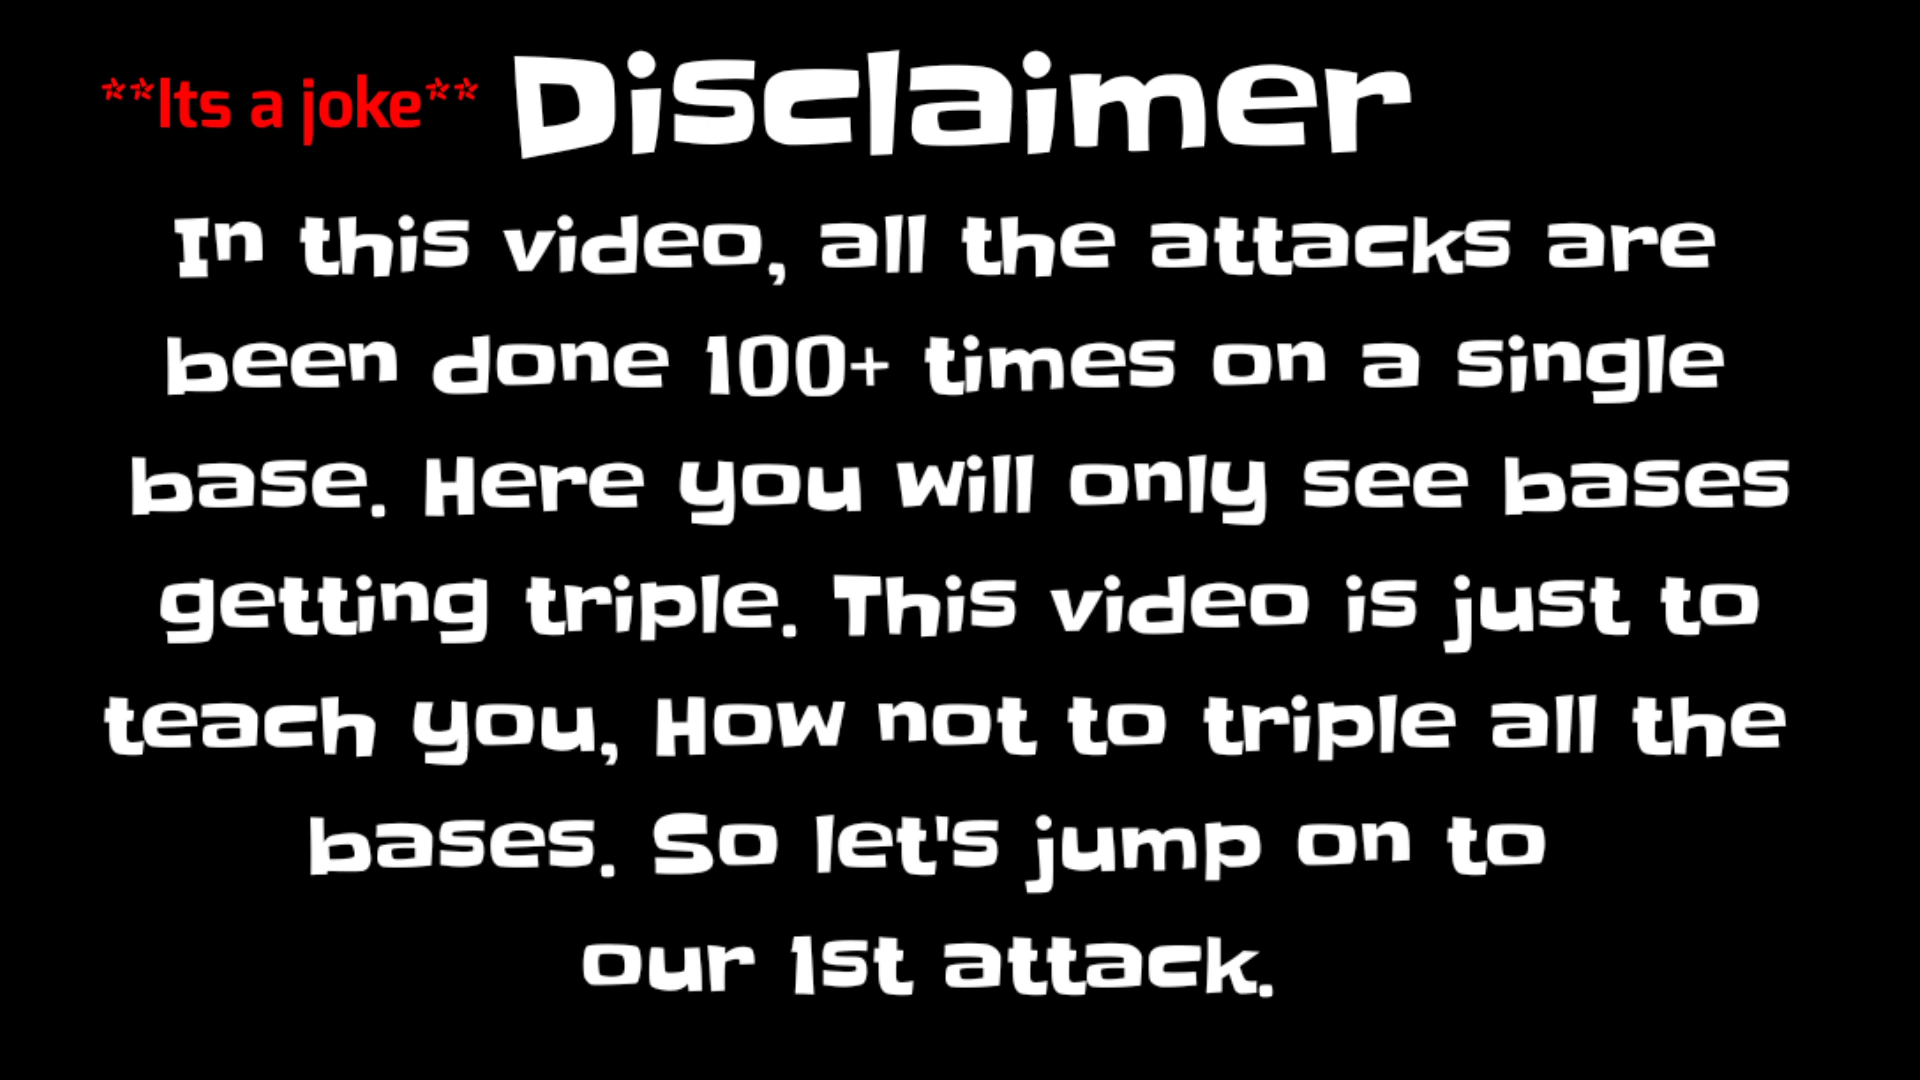 **Its a joke** Disclaimer
In this video, all the attacks are
been done 100+ times on a single
base. Here you will only see bases
getting triple. This video is just to
teach you, How not to triple all the
bases. So let's jump on to
our 1st attack.